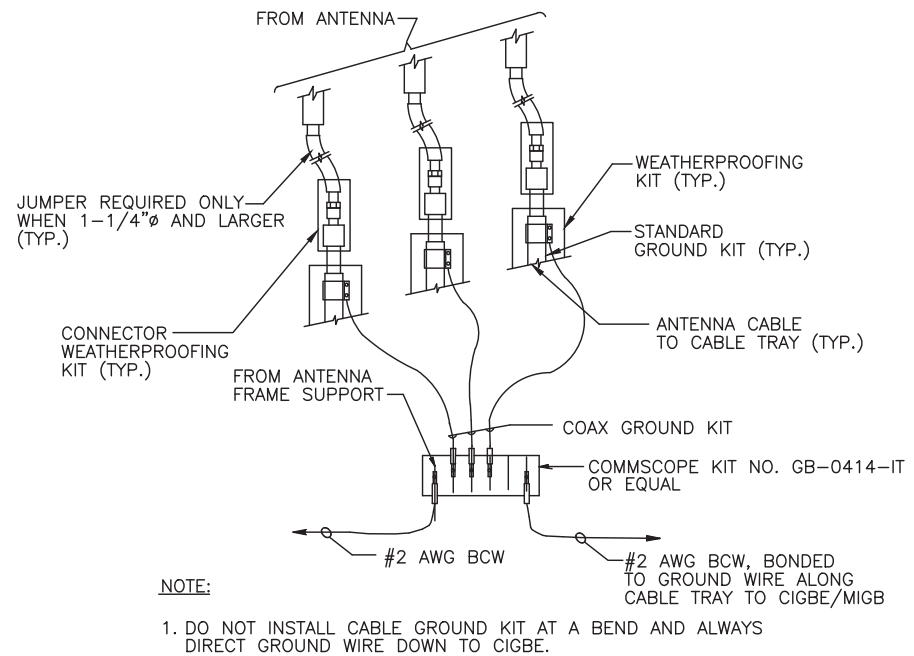 FROM ANTENNA
JUMPER REQUIRED ONLY
WHEN 1-1/4"ø AND LARGER
(TYP.)
WEATHERPROOFING
KIT (TYP.)
STANDARD
GROUND KIT (TYP.)
CONNECTOR
WEATHERPROOFING
KIT (TYP.)
ANTENNA CABLE
TO CABLE TRAY (TYP.)
FROM ANTENNA
FRAME SUPPORT
COAX GROUND KIT
COMMSCOPE KIT NO. GB-0414-IT
OR EQUAL
#2 AWG BCW
#2 AWG BCW, BONDED
TO GROUND WIRE ALONG
CABLE TRAY TO CIGBE/MIGB
NOTE:
1. DO NOT INSTALL CABLE GROUND KIT AT A BEND AND ALWAYS
DIRECT GROUND WIRE DOWN TO CIGBE.